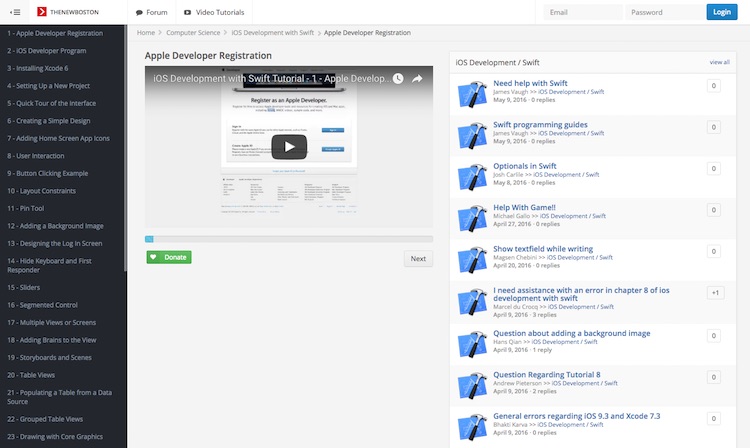 THENEWBOSTON
Forum
Video Tutorials
Email
Password
Login
1 - Apple Developer Registration
2 - iOS Developer Program
3 - Installing Xcode 6
4 - Setting Up a New Project
5 - Quick Tour of the Interface
6 - Creating a Simple Design
7 - Adding Home Screen App Icons
8 - User Interaction
9 - Button Clicking Example
10 - Layout Constraints
11 - Pin Tool
12 - Adding a Background Image
13 - Designing the Log In Screen
14 - Hide Keyboard and First
Responder
15 - Sliders
16 - Segmented Control
17 - Multiple Views or Screens
18 - Adding Brains to the View
19 - Storyboards and Scenes
20 - Table Views
21 - Populating a Table from a Data
Source
22 - Grouped Table Views
23 - Drawing with Core Graphics
Home > Computer Science > iOS Development with Swift > Apple Developer Registration
Apple Developer Registration
iOS Development with Swift Tutorial - 1 - Apple Develop...
Register as an Apple Developer.
Donate
Next
iOS Development / Swift
view all
Need help with Swift
James Vaugh >> iOS Development / Swift
May 9, 2016 · 0 replies
0
Swift programming guides
James Vaugh >> iOS Development / Swift
May 9, 2016 · 0 replies
0
Optionals in Swift
Josh Carille >> iOS Development / Swift
May 8, 2016 · 0 replies
0
Help With Game!!
Michael Gallo >> iOS Development / Swift
April 27, 2016 · 0 replies
0
Show textfield while writing
Magsen Chebini >> iOS Development / Swift
April 20, 2016 · 0 replies
0
I need assistance with an error in chapter 8 of ios
development with swift
Marcel du Crocq >> iOS Development / Swift
April 9, 2016 · 3 replies
+1
Question about adding a background image
Hans Qian >> iOS Development / Swift
April 9, 2016 · 1 reply
0
Question Regarding Tutorial 8
Andrew Pieterson >> iOS Development / Swift
April 9, 2016 · 2 replies
0
General errors regarding iOS 9.3 and Xcode 7.3
Bhakti Karva >> iOS Development / Swift
April 9, 2016 · 0 replies
0